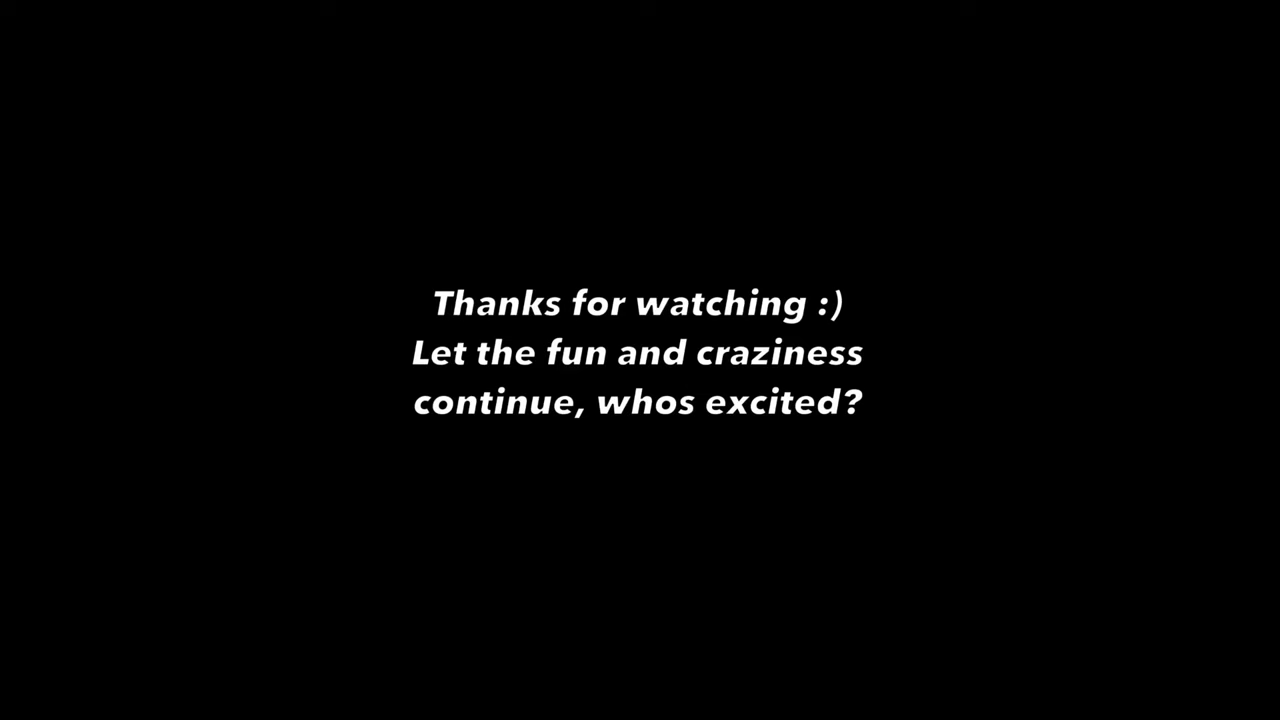 Thanks for watching :)
Let the fun and craziness
continue, whos excited?